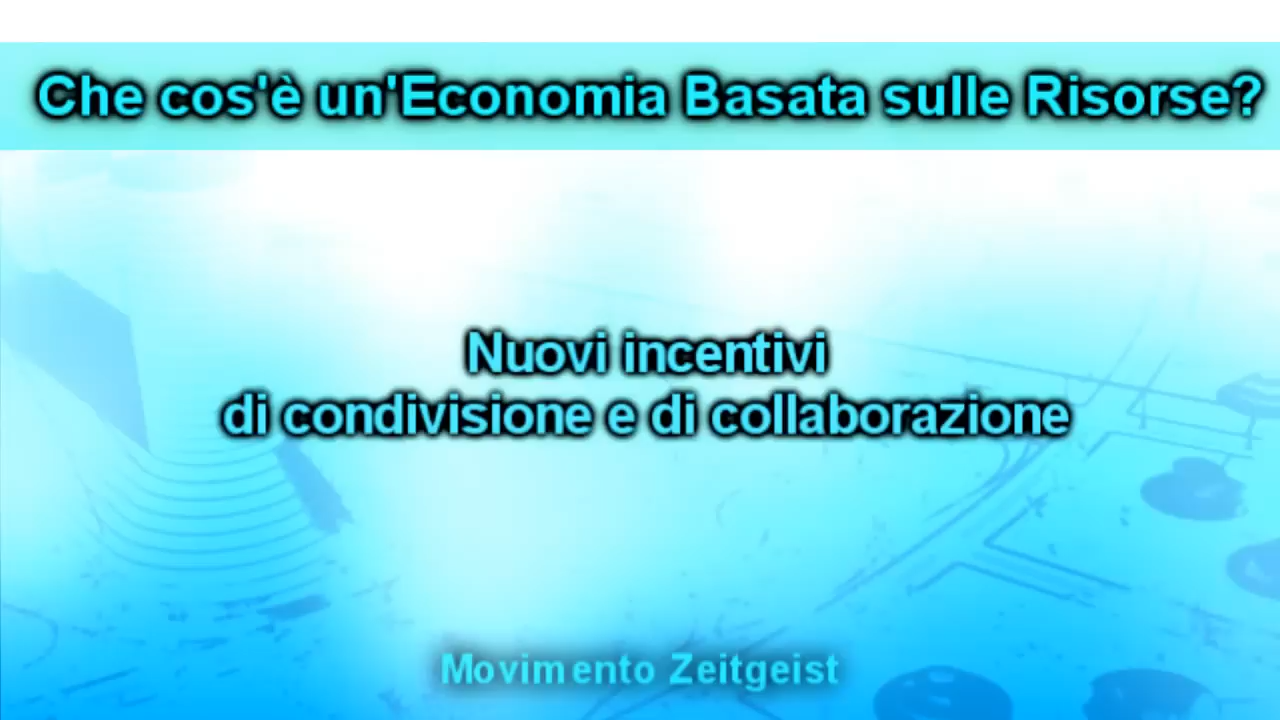 Che cos'è un'Economia Basata sulle Risorse?
Nuovi incentivi
di condivisione e di collaborazione
Movimento Zeitgeist